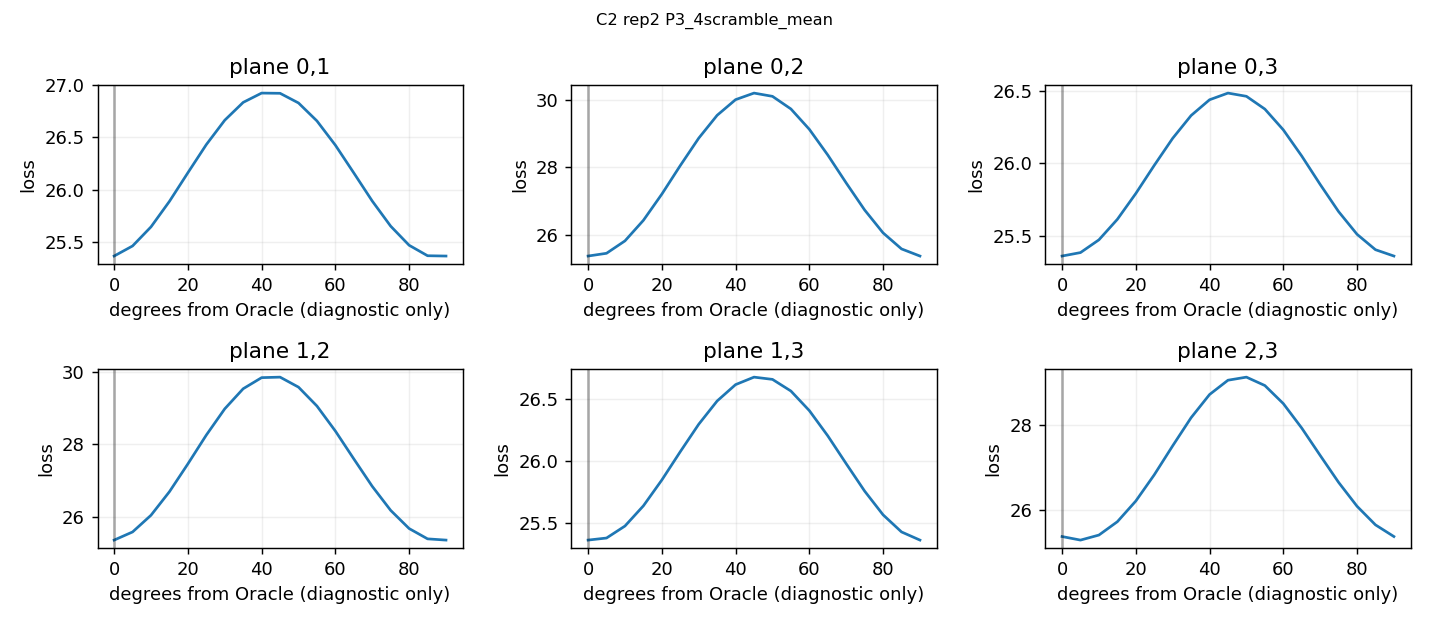 C2 rep2 P3_4scramble_mean
plane 0,1
27.0
26.5
26.0
25.5
loss
0 20 40 60 80
degrees from Oracle (diagnostic only)
plane 0,2
30
28
26
loss
0 20 40 60 80
degrees from Oracle (diagnostic only)
plane 0,3
26.5
26.0
25.5
loss
0 20 40 60 80
degrees from Oracle (diagnostic only)
plane 1,2
30
28
26
loss
0 20 40 60 80
degrees from Oracle (diagnostic only)
plane 1,3
26.5
26.0
25.5
loss
0 20 40 60 80
degrees from Oracle (diagnostic only)
plane 2,3
28
26
loss
0 20 40 60 80
degrees from Oracle (diagnostic only)